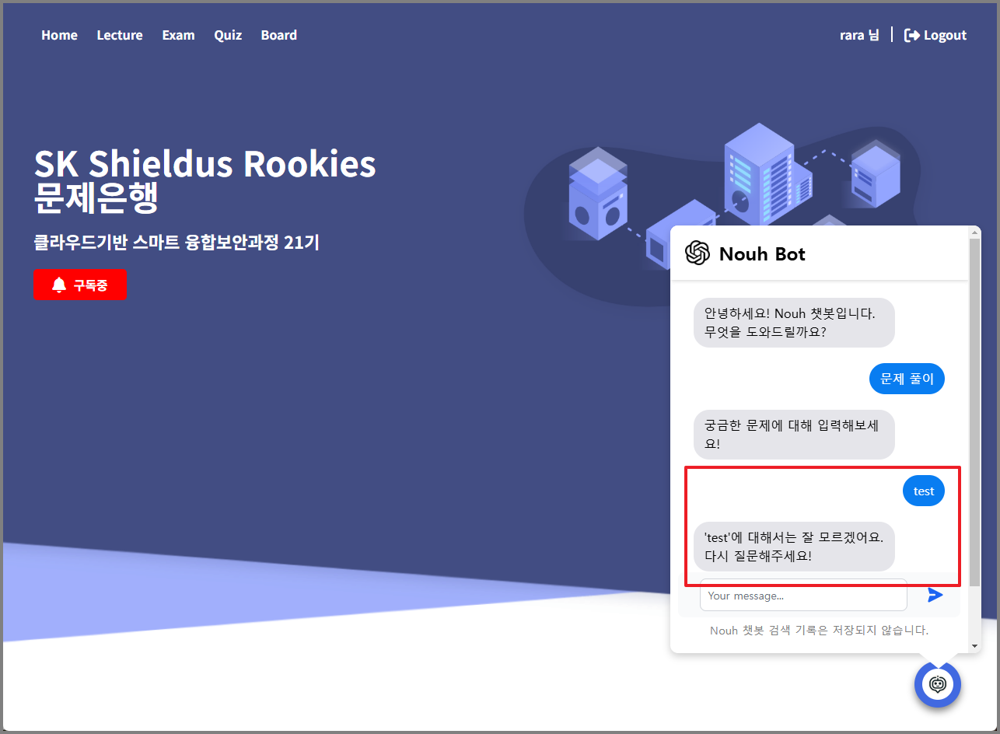 Home Lecture Exam Quiz Board
rara 님 Logout
SK Shieldus Rookies
문제은행
클라우드기반 스마트 융합보안과정 21기
구독중
Nouh Bot
안녕하세요! Nouh 챗봇입니다.
무엇을 도와드릴까요?
문제 풀이
궁금한 문제에 대해 입력해보세
요!
test
'test'에 대해서는 잘 모르겠어요.
다시 질문해주세요!
Your message...
Nouh 챗봇 검색 기록은 저장되지 않습니다.